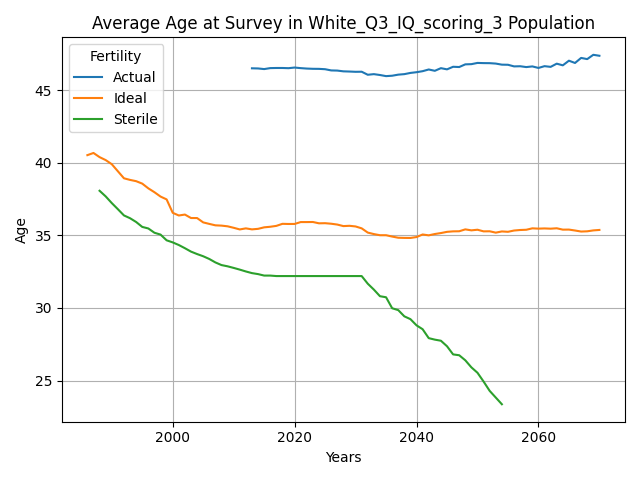 Average Age at Survey in White_Q3_IQ_scoring_3 Population
Fertility
Actual
Ideal
Sterile
Age
45
40
35
30
25
2000
2020
2040
2060
Years